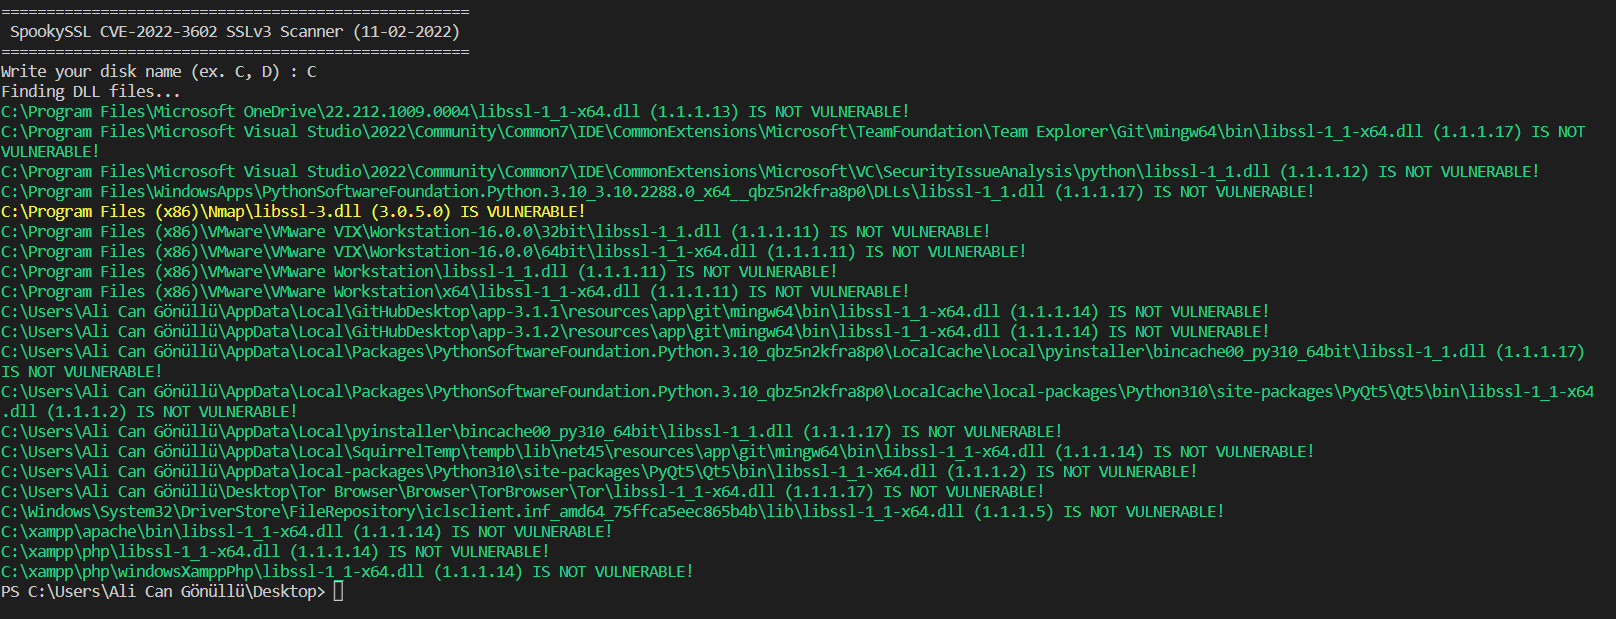 ====================================================
SpookySSL CVE-2022-3602 SSLv3 Scanner (11-02-2022)
====================================================
Write your disk name (ex. C, D) : C
Finding DLL files...
C:\Program Files\Microsoft OneDrive\22.212.1009.0004\libssl-1_1-x64.dll (1.1.1.13) IS NOT VULNERABLE!
C:\Program Files\Microsoft Visual Studio\2022\Community\Common7\IDE\CommonExtensions\Microsoft\TeamFoundation\Team Explorer\Git\mingw64\bin\libssl-1_1-x64.dll (1.1.1.17) IS NOT
VULNERABLE!
C:\Program Files\Microsoft Visual Studio\2022\Community\Common7\IDE\CommonExtensions\Microsoft\VC\SecurityIssueAnalysis\python\libssl-1_1.dll (1.1.1.12) IS NOT VULNERABLE!
C:\Program Files\WindowsApps\PythonSoftwareFoundation.Python.3.10_3.10.2288.0_x64__qbz5n2kfra8p0\DLLs\libssl-1_1.dll (1.1.1.17) IS NOT VULNERABLE!
C:\Program Files (x86)\Nmap\libssl-3.dll (3.0.5.0) IS VULNERABLE!
C:\Program Files (x86)\VMware\VMware VIX\Workstation-16.0.0\32bit\libssl-1_1.dll (1.1.1.11) IS NOT VULNERABLE!
C:\Program Files (x86)\VMware\VMware VIX\Workstation-16.0.0\64bit\libssl-1_1-x64.dll (1.1.1.11) IS NOT VULNERABLE!
C:\Program Files (x86)\VMware\VMware Workstation\libssl-1_1.dll (1.1.1.11) IS NOT VULNERABLE!
C:\Program Files (x86)\VMware\VMware Workstation\x64\libssl-1_1-x64.dll (1.1.1.11) IS NOT VULNERABLE!
C:\Users\Ali Can Gönüllü\AppData\Local\GitHubDesktop\app-3.1.1\resources\app\git\mingw64\bin\libssl-1_1-x64.dll (1.1.1.14) IS NOT VULNERABLE!
C:\Users\Ali Can Gönüllü\AppData\Local\GitHubDesktop\app-3.1.2\resources\app\git\mingw64\bin\libssl-1_1-x64.dll (1.1.1.14) IS NOT VULNERABLE!
C:\Users\Ali Can Gönüllü\AppData\Local\Packages\PythonSoftwareFoundation.Python.3.10_qbz5n2kfra8p0\LocalCache\Local\pyinstaller\bincache00_py310_64bit\libssl-1_1.dll (1.1.1.17)
IS NOT VULNERABLE!
C:\Users\Ali Can Gönüllü\AppData\Local\Packages\PythonSoftwareFoundation.Python.3.10_qbz5n2kfra8p0\LocalCache\local-packages\Python310\site-packages\PyQt5\Qt5\bin\libssl-1_1-x64
.dll (1.1.1.2) IS NOT VULNERABLE!
C:\Users\Ali Can Gönüllü\AppData\Local\pyinstaller\bincache00_py310_64bit\libssl-1_1.dll (1.1.1.17) IS NOT VULNERABLE!
C:\Users\Ali Can Gönüllü\AppData\Local\SquirrelTemp\tempb\lib\net45\resources\app\git\mingw64\bin\libssl-1_1-x64.dll (1.1.1.14) IS NOT VULNERABLE!
C:\Users\Ali Can Gönüllü\AppData\local-packages\Python310\site-packages\PyQt5\Qt5\bin\libssl-1_1-x64.dll (1.1.1.2) IS NOT VULNERABLE!
C:\Users\Ali Can Gönüllü\Desktop\Tor Browser\Browser\TorBrowser\Tor\libssl-1_1-x64.dll (1.1.1.17) IS NOT VULNERABLE!
C:\Windows\System32\DriverStore\FileRepository\iclsclient.inf_amd64_75ffca5eec865b4b\lib\libssl-1_1-x64.dll (1.1.1.5) IS NOT VULNERABLE!
C:\xampp\apache\bin\libssl-1_1-x64.dll (1.1.1.14) IS NOT VULNERABLE!
C:\xampp\php\libssl-1_1-x64.dll (1.1.1.14) IS NOT VULNERABLE!
C:\xampp\php\windowsXamppPhp\libssl-1_1-x64.dll (1.1.1.14) IS NOT VULNERABLE!
PS C:\Users\Ali Can Gönüllü\Desktop>